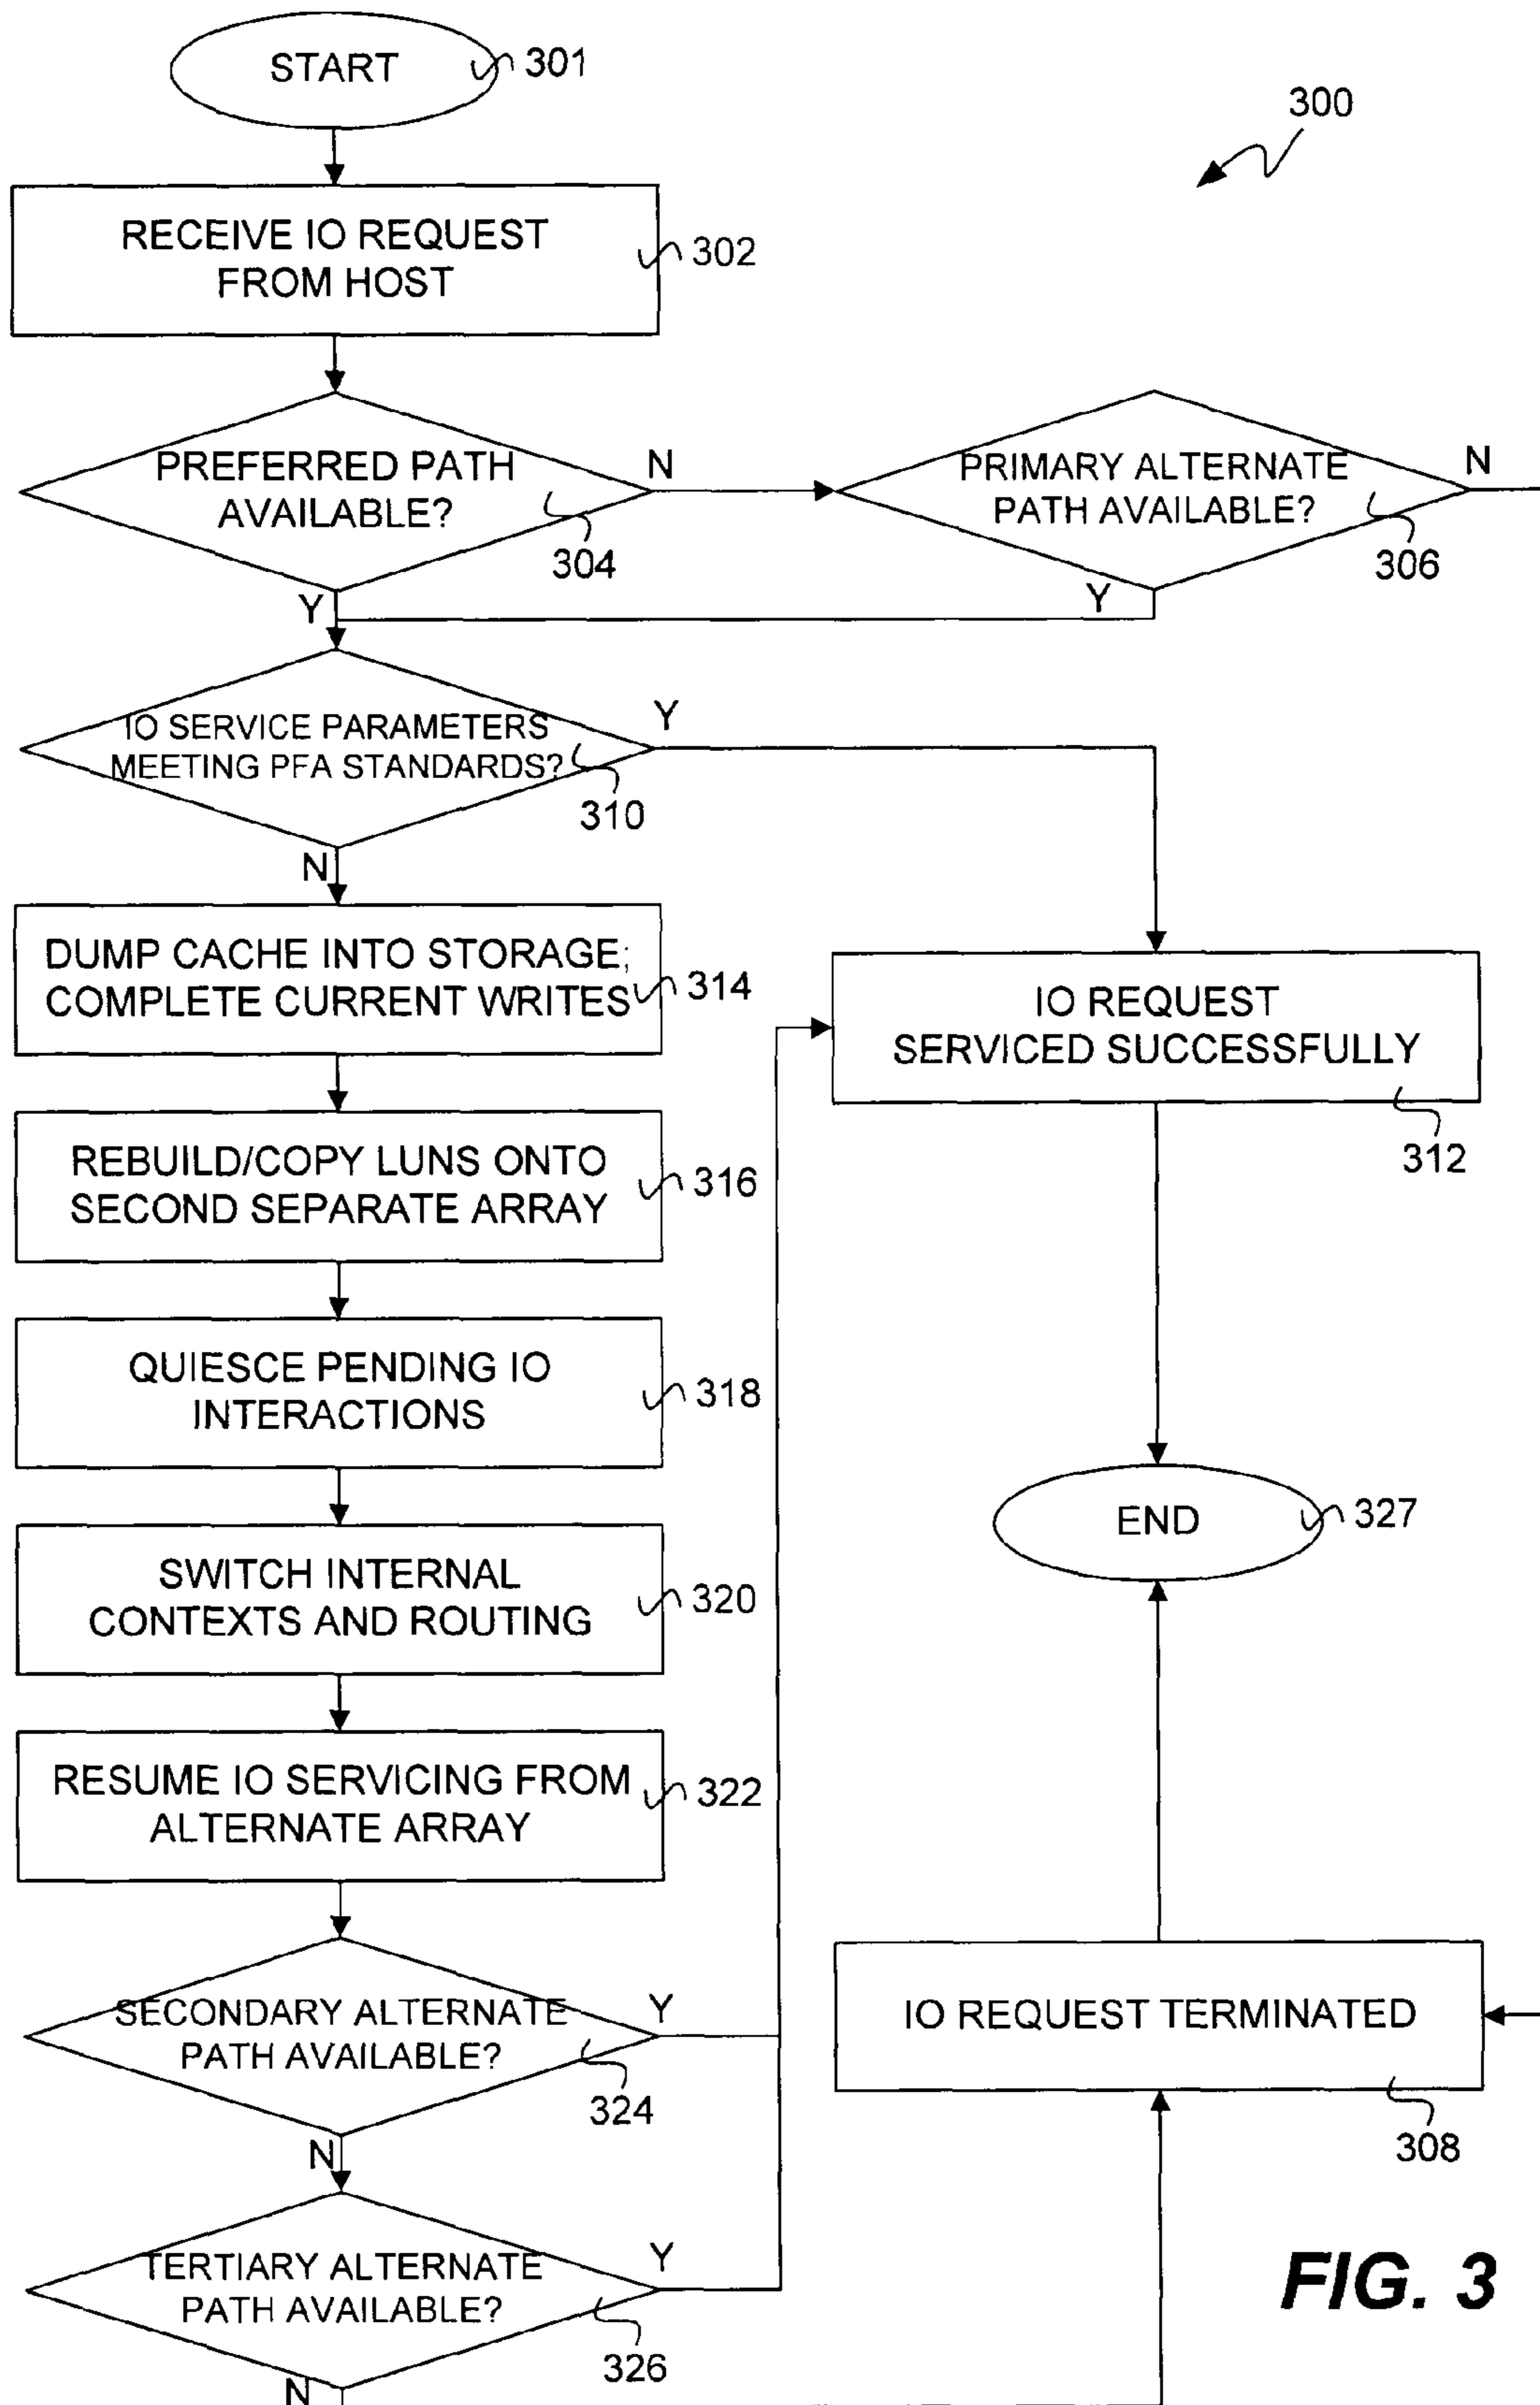 START
301
300
RECEIVE IO REQUEST
FROM HOST
302
PREFERRED PATH
AVAILABLE?
304
N
PRIMARY ALTERNATE
PATH AVAILABLE?
306
N
Y
Y
IO SERVICE PARAMETERS
MEETING PFA STANDARDS?
310
Y
N
DUMP CACHE INTO STORAGE;
COMPLETE CURRENT WRITES
314
IO REQUEST
SERVICED SUCCESSFULLY
312
REBUILD/COPY LUNS ONTO
SECOND SEPARATE ARRAY
316
QUIESCE PENDING IO
INTERACTIONS
318
END
327
SWITCH INTERNAL
CONTEXTS AND ROUTING
320
RESUME IO SERVICING FROM
ALTERNATE ARRAY
322
SECONDARY ALTERNATE
PATH AVAILABLE?
324
Y
IO REQUEST TERMINATED
308
N
TERTIARY ALTERNATE
PATH AVAILABLE?
326
Y
N
FIG. 3